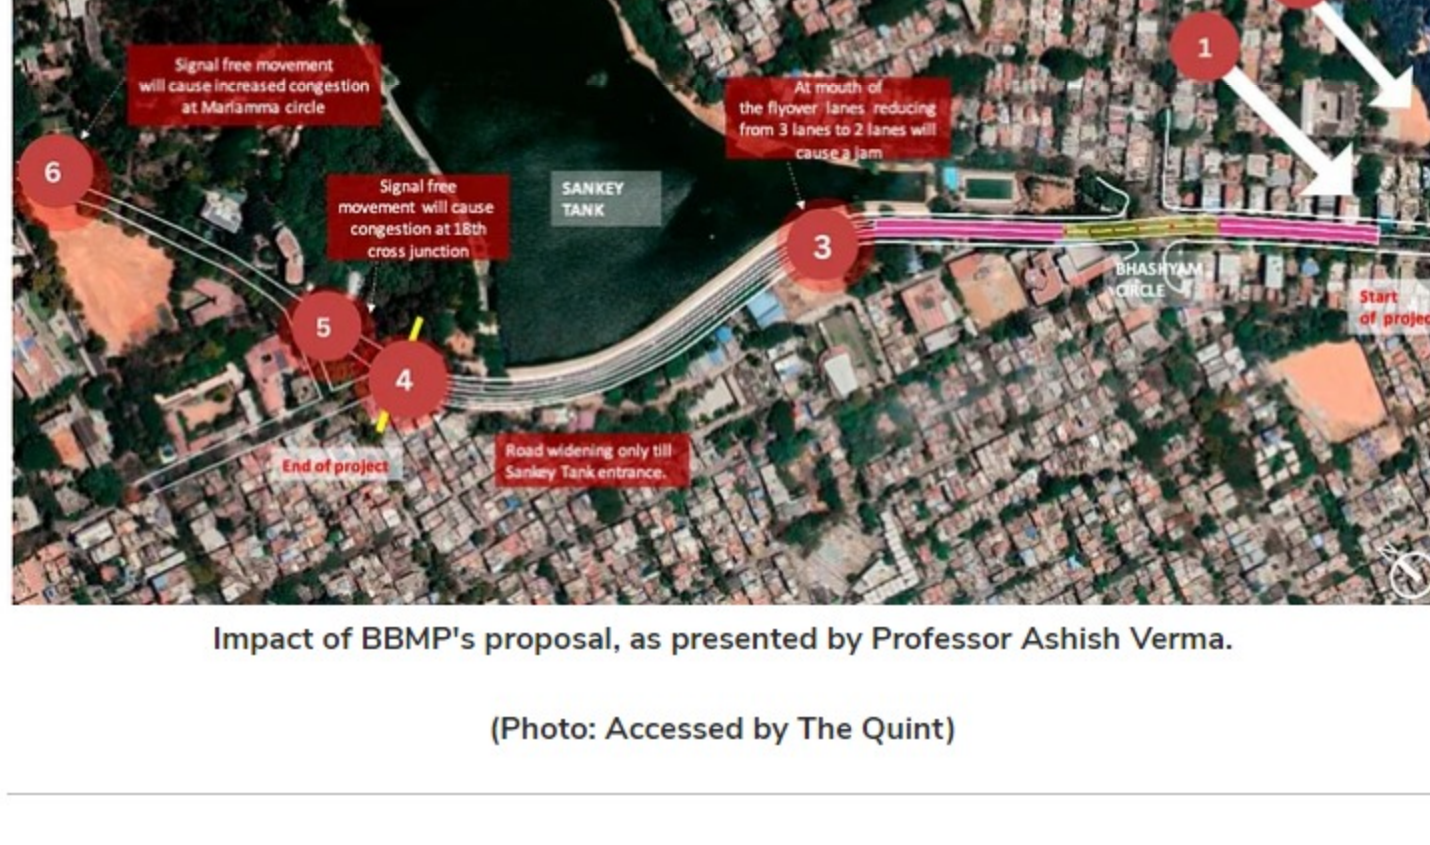 Signal free movement
will cause increased congestion
at Mariamma circle
1
At mouth of
the flyover lanes reducing
from 3 lanes to 2 lanes will
cause a jam
6
Signal free
movement will cause
congestion at 18th
cross junction
SANKEY
TANK
3
BHASHYAM
CIRCLE
Start
of projec
5
4
End of project
Road widening only till
Sankey Tank entrance.
N
Impact of BBMP's proposal, as presented by Professor Ashish Verma.
(Photo: Accessed by The Quint)